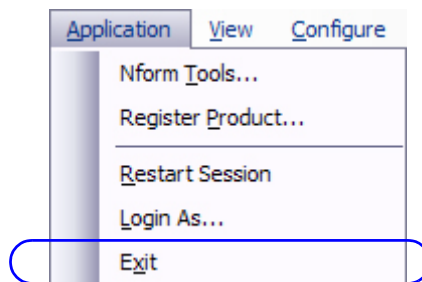 Application View Configure
Nform Tools...
Register Product...
Restart Session
Login As...
Exit